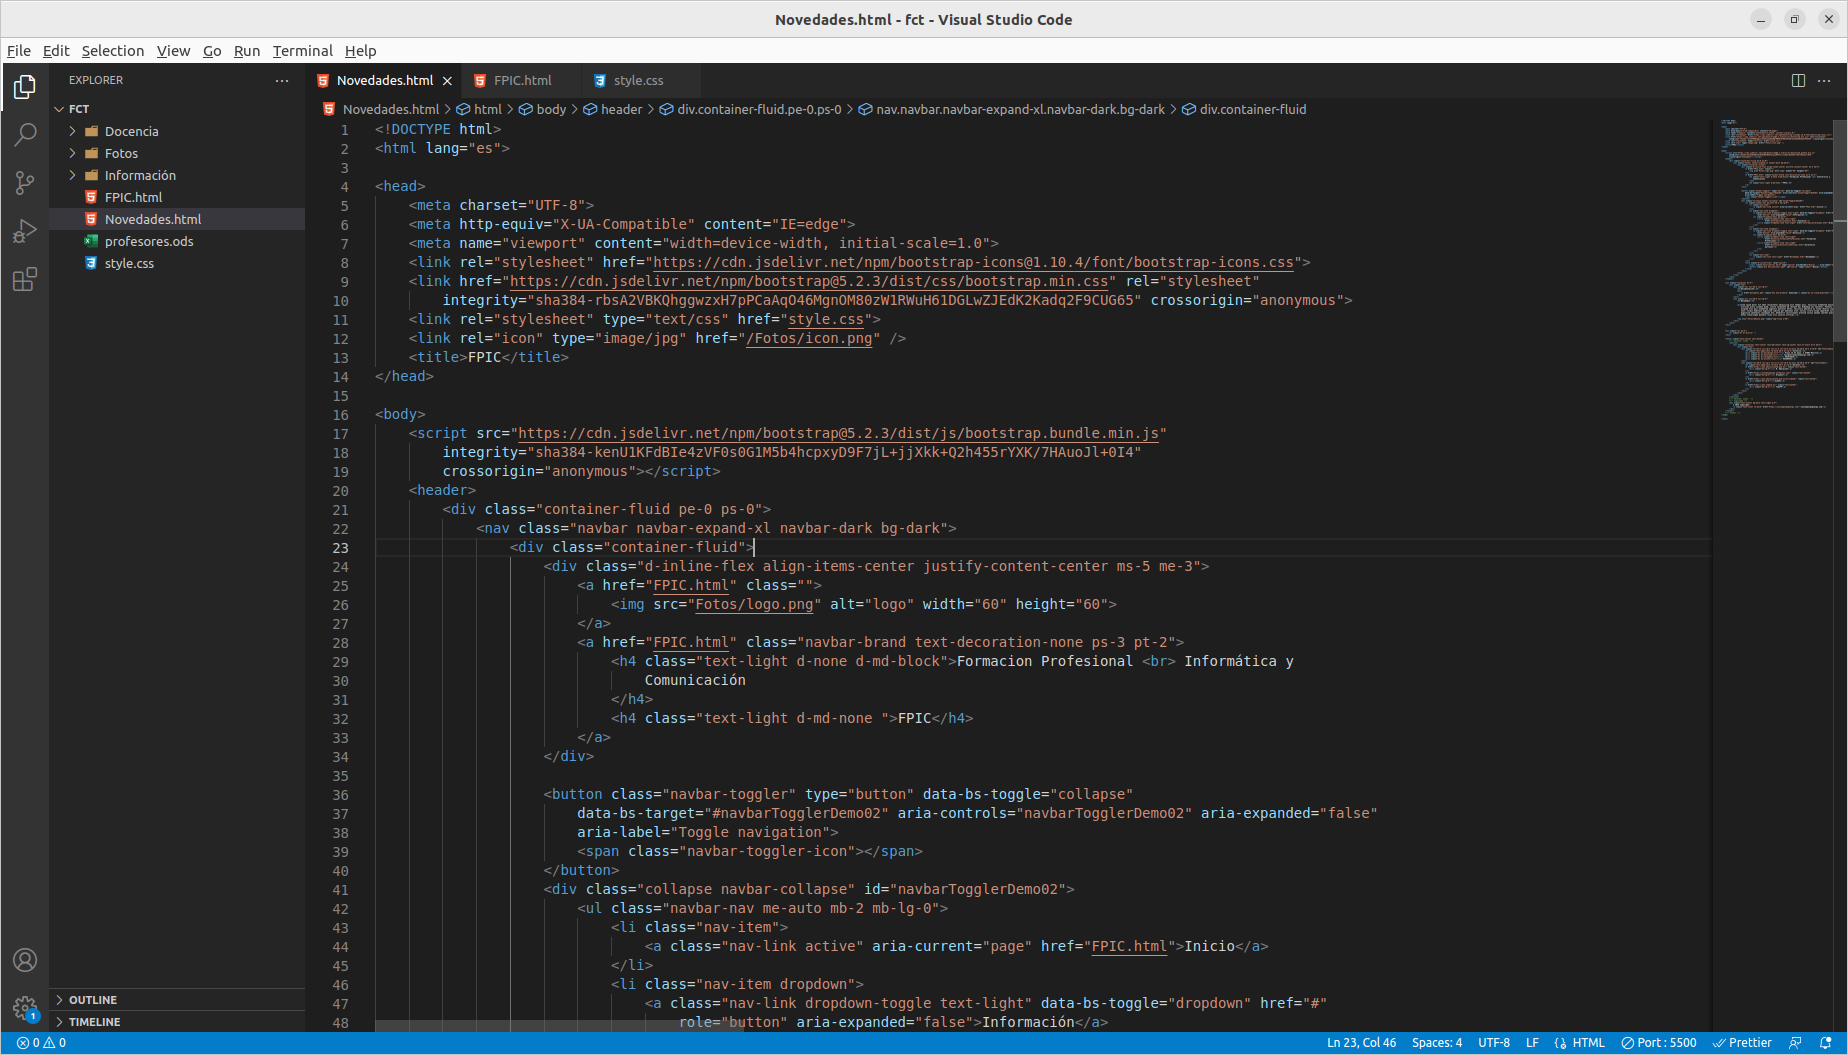 Novedades.html - fct - Visual Studio Code
File Edit Selection View Go Run Terminal Help
EXPLORER
FCT
Docencia
Fotos
Información
FPIC.html
Novedades.html
profesores.ods
style.css
OUTLINE
TIMELINE
Novedades.html FPIC.html style.css
Novedades.html > html > body > header > div.container-fluid.pe-0.ps-0 > nav.navbar.navbar-expand-xl.navbar-dark.bg-dark > div.container-fluid
1 <!DOCTYPE html>
2 <html lang="es">
3
4 <head>
5 <meta charset="UTF-8">
6 <meta http-equiv="X-UA-Compatible" content="IE=edge">
7 <meta name="viewport" content="width=device-width, initial-scale=1.0">
8 <link rel="stylesheet" href="https://cdn.jsdelivr.net/npm/bootstrap-icons@1.10.4/font/bootstrap-icons.css">
9 <link href="https://cdn.jsdelivr.net/npm/bootstrap@5.2.3/dist/css/bootstrap.min.css" rel="stylesheet"
10 integrity="sha384-rbsA2VBKQhggwzxH7pPCaAqO46MgnOM80zW1RWuH61DGLwZJEdK2Kadq2F9CUG65" crossorigin="anonymous">
11 <link rel="stylesheet" type="text/css" href="style.css">
12 <link rel="icon" type="image/jpg" href="/Fotos/icon.png" />
13 <title>FPIC</title>
14 </head>
15
16 <body>
17 <script src="https://cdn.jsdelivr.net/npm/bootstrap@5.2.3/dist/js/bootstrap.bundle.min.js"
18 integrity="sha384-kenU1KFdBIe4zVF0s0G1M5b4hcpxyD9F7jL+jjXkk+Q2h455rYXK/7HAuoJl+0I4"
19 crossorigin="anonymous"></script>
20 <header>
21 <div class="container-fluid pe-0 ps-0">
22 <nav class="navbar navbar-expand-xl navbar-dark bg-dark">
23 <div class="container-fluid">
24 <div class="d-inline-flex align-items-center justify-content-center ms-5 me-3">
25 <a href="FPIC.html" class="">
26 <img src="Fotos/logo.png" alt="logo" width="60" height="60">
27 </a>
28 <a href="FPIC.html" class="navbar-brand text-decoration-none ps-3 pt-2">
29 <h4 class="text-light d-none d-md-block">Formacion Profesional <br> Informática y
30 Comunicación
31 </h4>
32 <h4 class="text-light d-md-none ">FPIC</h4>
33 </a>
34 </div>
35
36 <button class="navbar-toggler" type="button" data-bs-toggle="collapse"
37 data-bs-target="#navbarTogglerDemo02" aria-controls="navbarTogglerDemo02" aria-expanded="false"
38 aria-label="Toggle navigation">
39 <span class="navbar-toggler-icon"></span>
40 </button>
41 <div class="collapse navbar-collapse" id="navbarTogglerDemo02">
42 <ul class="navbar-nav me-auto mb-2 mb-lg-0">
43 <li class="nav-item">
44 <a class="nav-link active" aria-current="page" href="FPIC.html">Inicio</a>
45 </li>
46 <li class="nav-item dropdown">
47 <a class="nav-link dropdown-toggle text-light" data-bs-toggle="dropdown" href="#"
48 role="button" aria-expanded="false">Información</a>
1
0 0 Ln 23, Col 46 Spaces: 4 UTF-8 LF HTML Port : 5500 Prettier